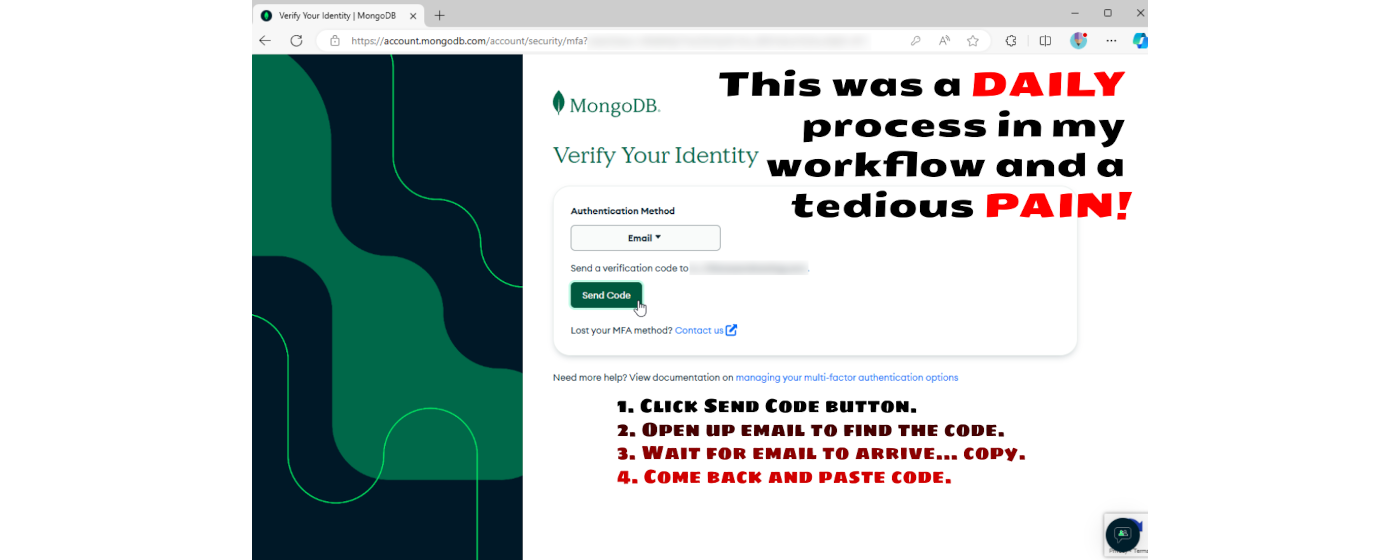 Verify Your Identity | MongoDB
https://account.mongodb.com/account/security/mfa?
This was a DAILY
process in my
workflow and a
tedious PAIN!
MongoDB.
Verify Your Identity
Authentication Method
Email
Send a verification code to
Send Code
Lost your MFA method? Contact us
Need more help? View documentation on managing your multi-factor authentication options
1. Click Send Code button.
2. Open up email to find the code.
3. Wait for email to arrive... copy.
4. Come back and paste code.